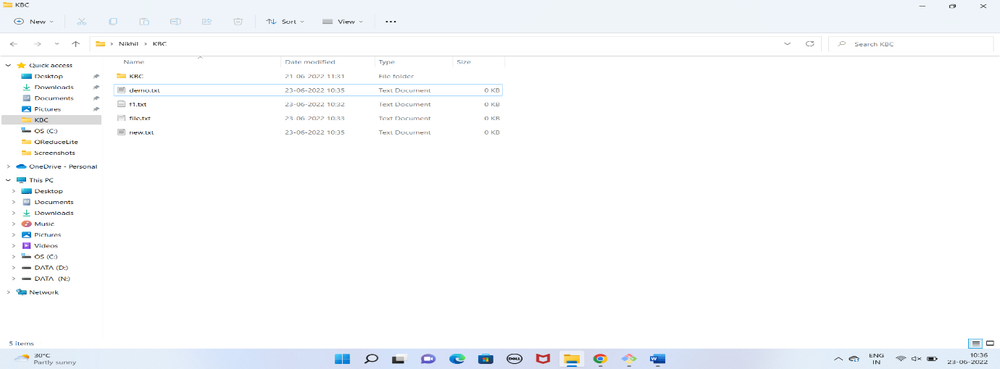 KBC
New
Sort
View
Nikhil > KBC
Search KBC
Name Date modified Type Size
KBC 21-06-2022 11:31 File folder
demo.txt 23-06-2022 10:35 Text Document 0 KB
f1.txt 23-06-2022 10:32 Text Document 0 KB
file.txt 23-06-2022 10:33 Text Document 0 KB
new.txt 23-06-2022 10:35 Text Document 0 KB
Quick access
Desktop
Downloads
Documents
Pictures
KBC
OS (C:)
QReduceLite
Screenshots
OneDrive - Personal
This PC
Desktop
Documents
Downloads
Music
Pictures
Videos
OS (C:)
DATA (D:)
DATA (N:)
Network
5 items
30°C
Partly sunny
DELL
W
ENG
IN
10:36
23-06-2022